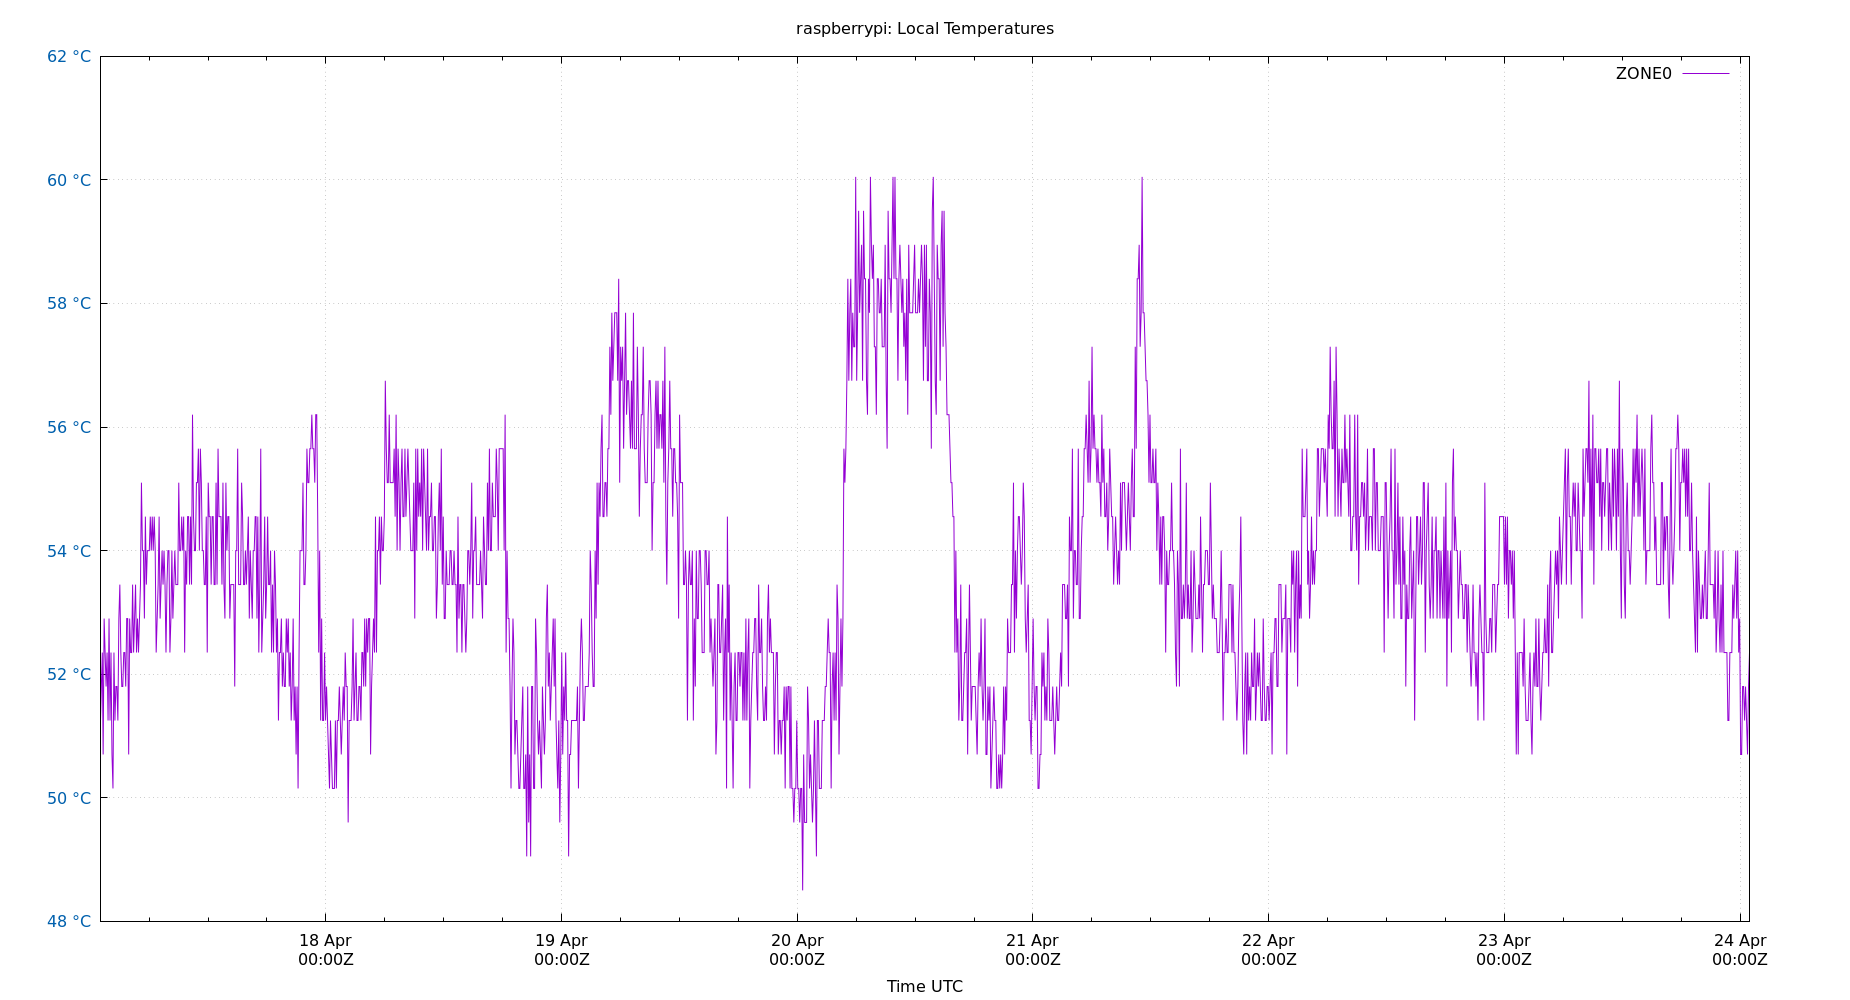 raspberrypi: Local Temperatures
62 °C
ZONE0
60 °C
58 °C
56 °C
54 °C
52 °C
50 °C
48 °C
18 Apr 19 Apr 20 Apr 21 Apr 22 Apr 23 Apr 24 Apr
00:00Z 00:00Z 00:00Z 00:00Z 00:00Z 00:00Z 00:00Z
Time UTC